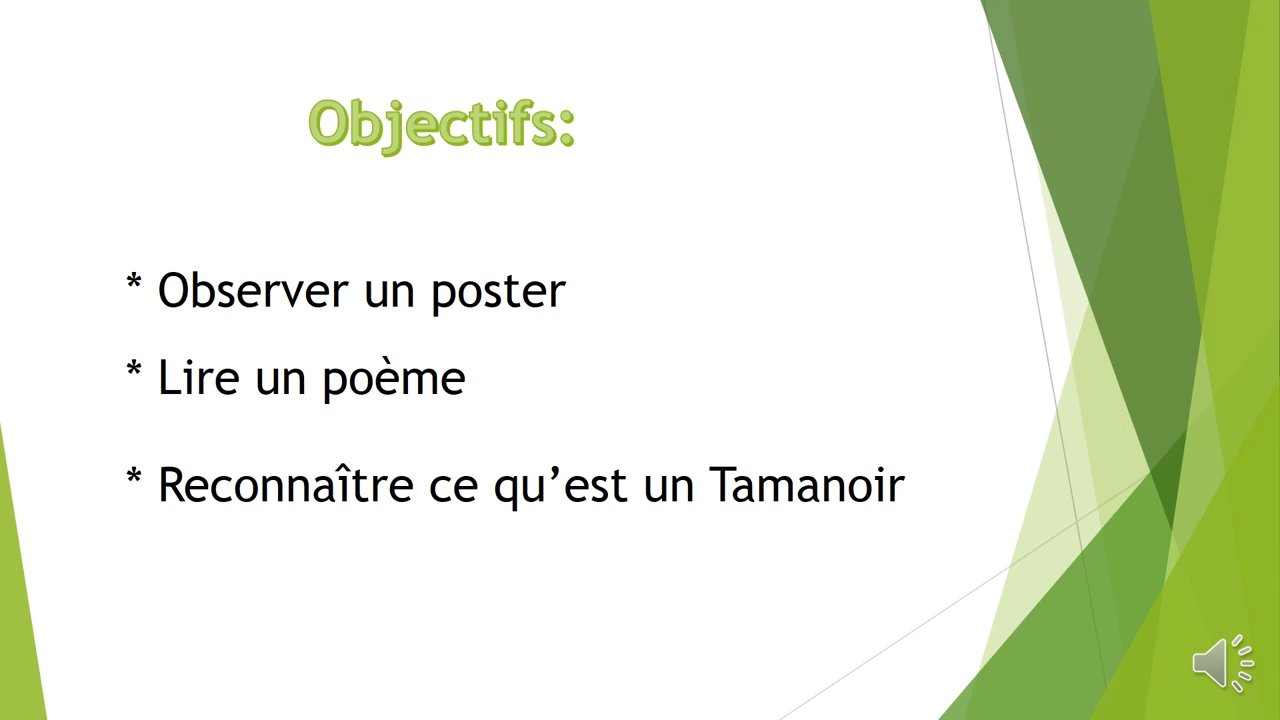 Objectifs:
* Observer un poster
* Lire un poème
* Reconnaître ce qu’est un Tamanoir